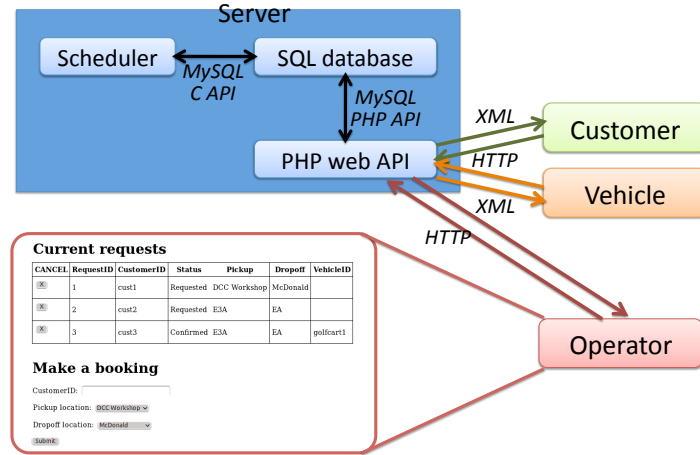 Server
Scheduler
SQL database
MySQL
C API
MySQL
PHP API
PHP web API
XML
HTTP
XML
HTTP
Customer
Vehicle
Operator
Current requests
CANCEL RequestID CustomerID Status Pickup Dropoff VehicleID
X 1 cust1 Requested DCC Workshop McDonald
X 2 cust2 Requested E3A EA
X 3 cust3 Confirmed E3A EA golfcart1
Make a booking
CustomerID:
Pickup location: DCC Workshop
Dropoff location: McDonald
Submit